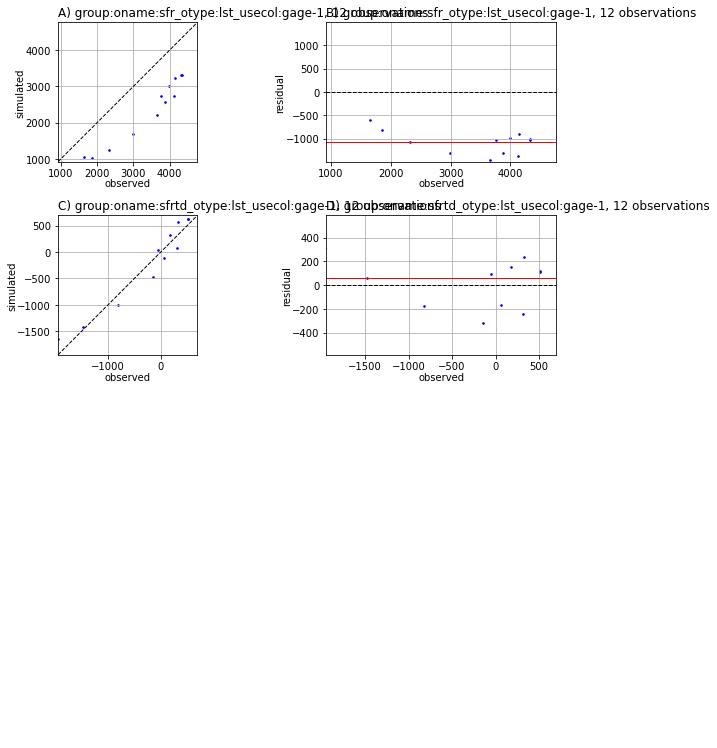 A) group:oname:sfr_otype:lst_usecol:gage-1, 12 observations
B) group:oname:sfr_otype:lst_usecol:gage-1, 12 observations
4000
3000
2000
1000
simulated
1000 2000 3000 4000
observed
1500
1000
500
0
−500
−1000
residual
1000 2000 3000 4000
observed
C) group:oname:sfrtd_otype:lst_usecol:gage-1, 12 observations
D) group:oname:sfrtd_otype:lst_usecol:gage-1, 12 observations
500
0
−500
−1000
−1500
simulated
−1000 0
observed
400
200
0
−200
−400
residual
−1500 −1000 −500 0 500
observed